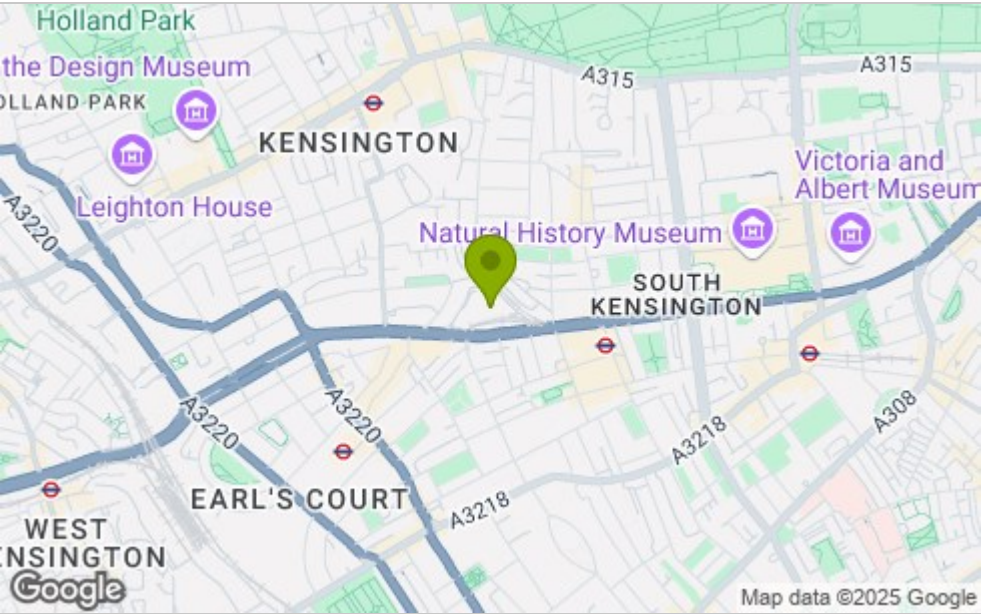 Holland Park
the Design Museum
OLLAND PARK
A315
A315
KENSINGTON
Victoria and
Albert Museum
Leighton House
A3220
Natural History Museum
SOUTH
KENSINGTON
A3220
A3220
A308
A3218
EARL'S COURT
A3218
WEST
ENSINGTON
Google
Map data ©2025 Google